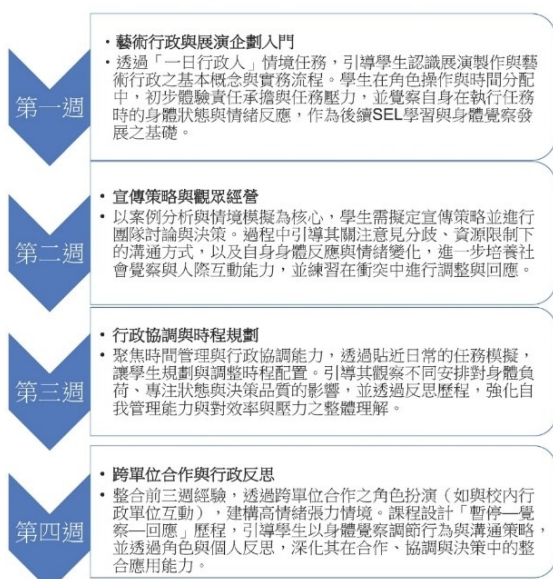 第一週
・藝術行政與展演企劃入門
・透過「一日行政人」情境任務，引導學生認識展演製作與藝
術行政之基本概念與實務流程。學生在角色操作與時間分配
中，初步體驗責任承擔與任務壓力，並覺察自身在執行任務
時的身體狀態與情緒反應，作為後續SEL學習與身體覺察發
展之基礎。
第二週
・宣傳策略與觀眾經營
・以案例分析與情境模擬為核心，學生需擬定宣傳策略並進行
團隊討論與決策。過程中引導其關注意見分歧、資源限制下
的溝通方式，以及自身身體反應與情緒變化，進一步培養社
會覺察與人際互動能力，並練習在衝突中進行調整與回應。
第三週
・行政協調與時程規劃
・聚焦時間管理與行政協調能力，透過貼近日常的任務模擬，
讓學生規劃與調整時程配置。引導其觀察不同安排對身體負
荷、專注狀態與決策品質的影響，並透過反思歷程，強化自
我管理能力與對效率與壓力之整體理解。
第四週
・跨單位合作與行政反思
・整合前三週經驗，透過跨單位合作之角色扮演（如與校內行
政單位互動），建構高情緒張力情境。課程設計「暫停—覺
察—回應」歷程，引導學生以身體覺察調節行為與溝通策略，
並透過角色與個人反思，深化其在合作、協調與決策中的整
合應用能力。